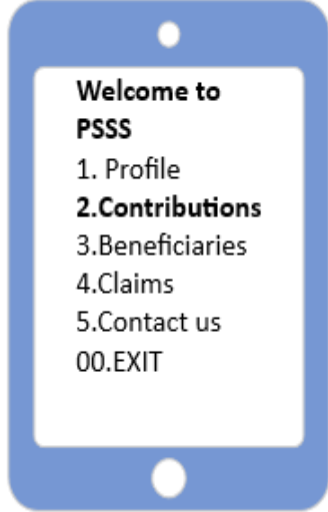 Welcome to
PSSS
1. Profile
2.Contributions
3.Beneficiaries
4.Claims
5.Contact us
00.EXIT